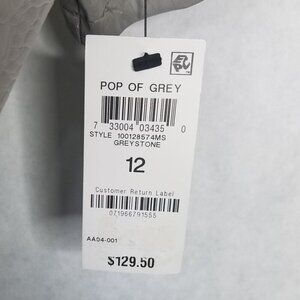 POP OF GREY
7 33004 03435 0
STYLE 100128574MS
GREYSTONE
12
Customer Return Label
071966791555
AA04-001
$129.50